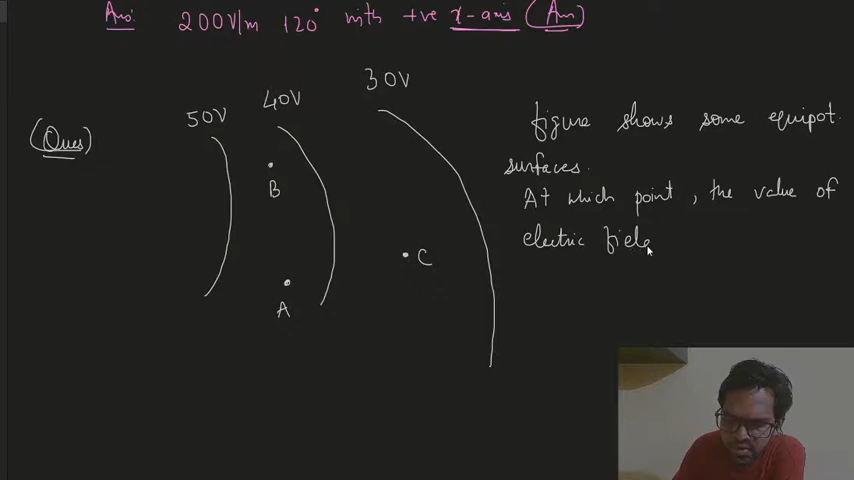 Ans: 200V/m 120° with +ve x-axis (Ans)
(Ques)
50V 40V 30V
B
A
C
figure shows some equipot.
surfaces.
At which point, the value of
electric field